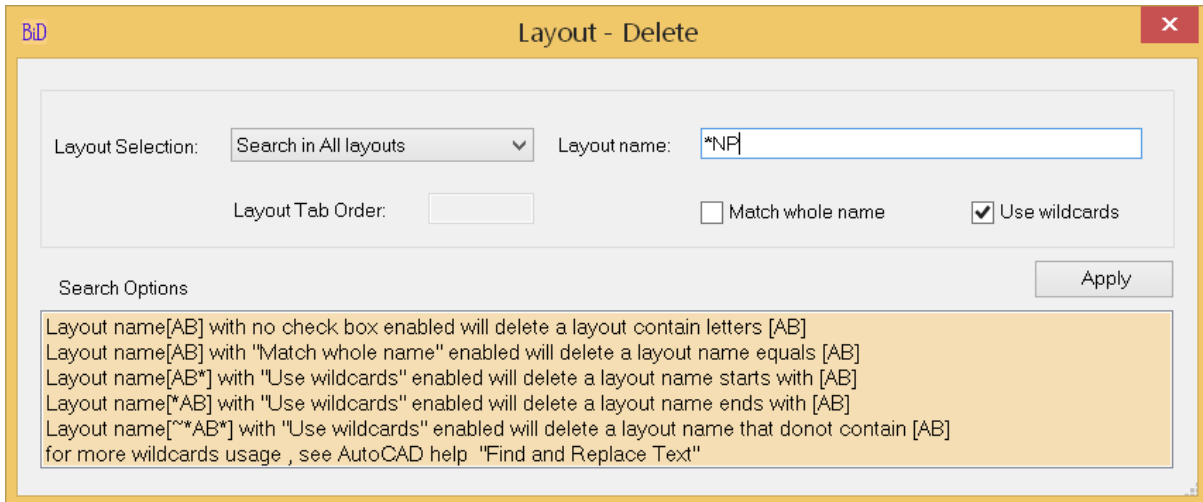 BiD
Layout - Delete
Layout Selection:
Search in All layouts
Layout name:
*NP
Layout Tab Order:
Match whole name
Use wildcards
Apply
Search Options
Layout name[AB] with no check box enabled will delete a layout contain letters [AB]
Layout name[AB] with "Match whole name" enabled will delete a layout name equals [AB]
Layout name[AB*] with "Use wildcards" enabled will delete a layout name starts with [AB]
Layout name[*AB] with "Use wildcards" enabled will delete a layout name ends with [AB]
Layout name[~*AB*] with "Use wildcards" enabled will delete a layout name that donot contain [AB]
for more wildcards usage , see AutoCAD help  "Find and Replace Text"